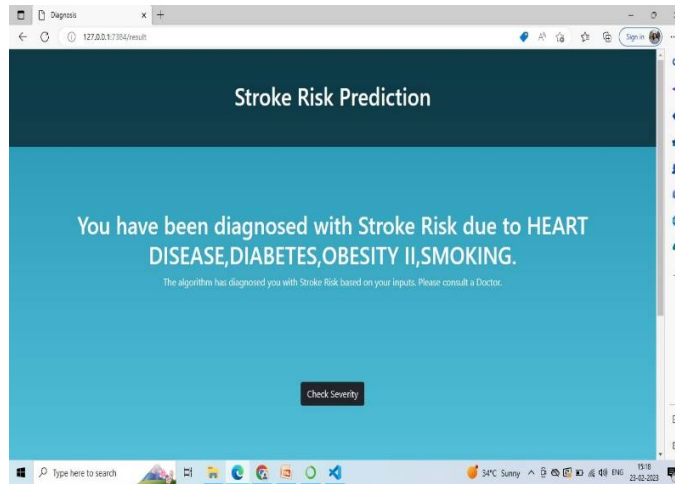 Diagnosis
127.0.0.1:7384/result
Sign in
Stroke Risk Prediction
You have been diagnosed with Stroke Risk due to HEART
DISEASE,DIABETES,OBESITY II,SMOKING.
The algorithm has diagnosed you with Stroke Risk based on your inputs. Please consult a Doctor.
Check Severity
Type here to search
34°C Sunny
ENG
15:18
23-02-2023